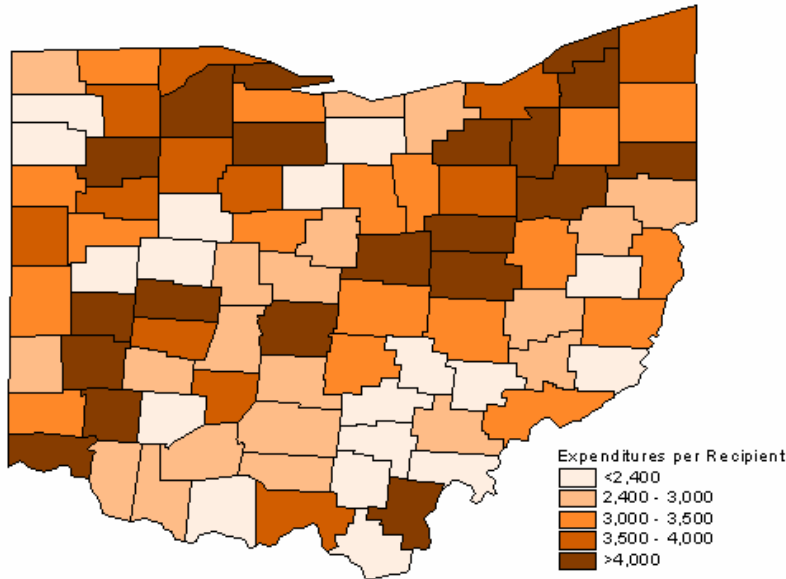 Expenditures per Recipient
<2,400
2,400 - 3,000
3,000 - 3,500
3,500 - 4,000
>4,000